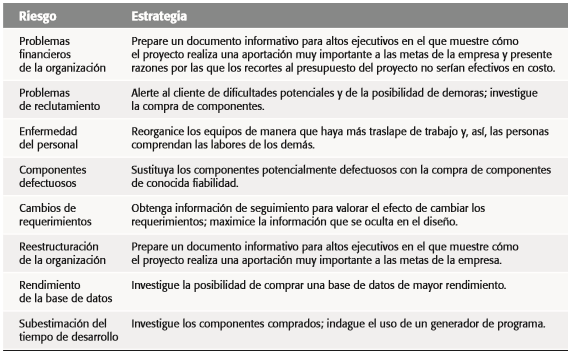 Riesgo Estrategia
Problemas financieros de la organización
Prepare un documento informativo para altos ejecutivos en el que muestre cómo
el proyecto realiza una aportación muy importante a las metas de la empresa y presente
razones por las que los recortes al presupuesto del proyecto no serían efectivos en costo.
Problemas
de reclutamiento
Alerte al cliente de dificultades potenciales y de la posibilidad de demoras; investigue
la compra de componentes.
Enfermedad
del personal
Reorganice los equipos de manera que haya más traslape de trabajo y, así, las personas
comprendan las labores de los demás.
Componentes
defectuosos
Sustituya los componentes potencialmente defectuosos con la compra de componentes
de conocida fiabilidad.
Cambios de
requerimientos
Obtenga información de seguimiento para valorar el efecto de cambiar los
requerimientos; maximice la información que se oculta en el diseño.
Reestructuración
de la organización
Prepare un documento informativo para altos ejecutivos en el que muestre cómo
el proyecto realiza una aportación muy importante a las metas de la empresa.
Rendimiento
de la base de datos
Investigue la posibilidad de comprar una base de datos de mayor rendimiento.
Subestimación del
tiempo de desarrollo
Investigue los componentes comprados; indague el uso de un generador de programa.